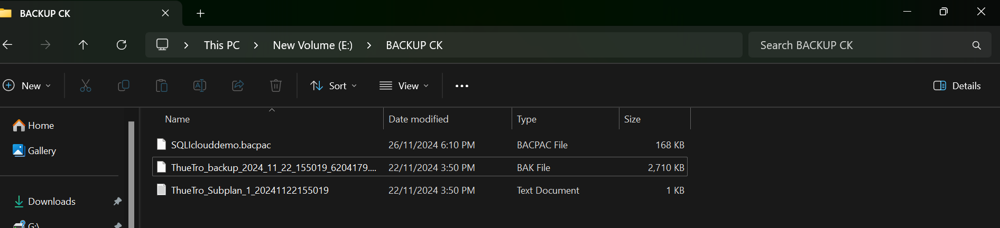 BACKUP CK
This PC > New Volume (E:) > BACKUP CK
Search BACKUP CK
New
Sort
View
Details
Name Date modified Type Size
Home
Gallery
Downloads
G:\
SQLIclouddemo.bacpac 26/11/2024 6:10 PM BACPAC File 168 KB
ThueTro_backup_2024_11_22_155019_6204179.... 22/11/2024 3:50 PM BAK File 2,710 KB
ThueTro_Subplan_1_20241122155019 22/11/2024 3:50 PM Text Document 1 KB